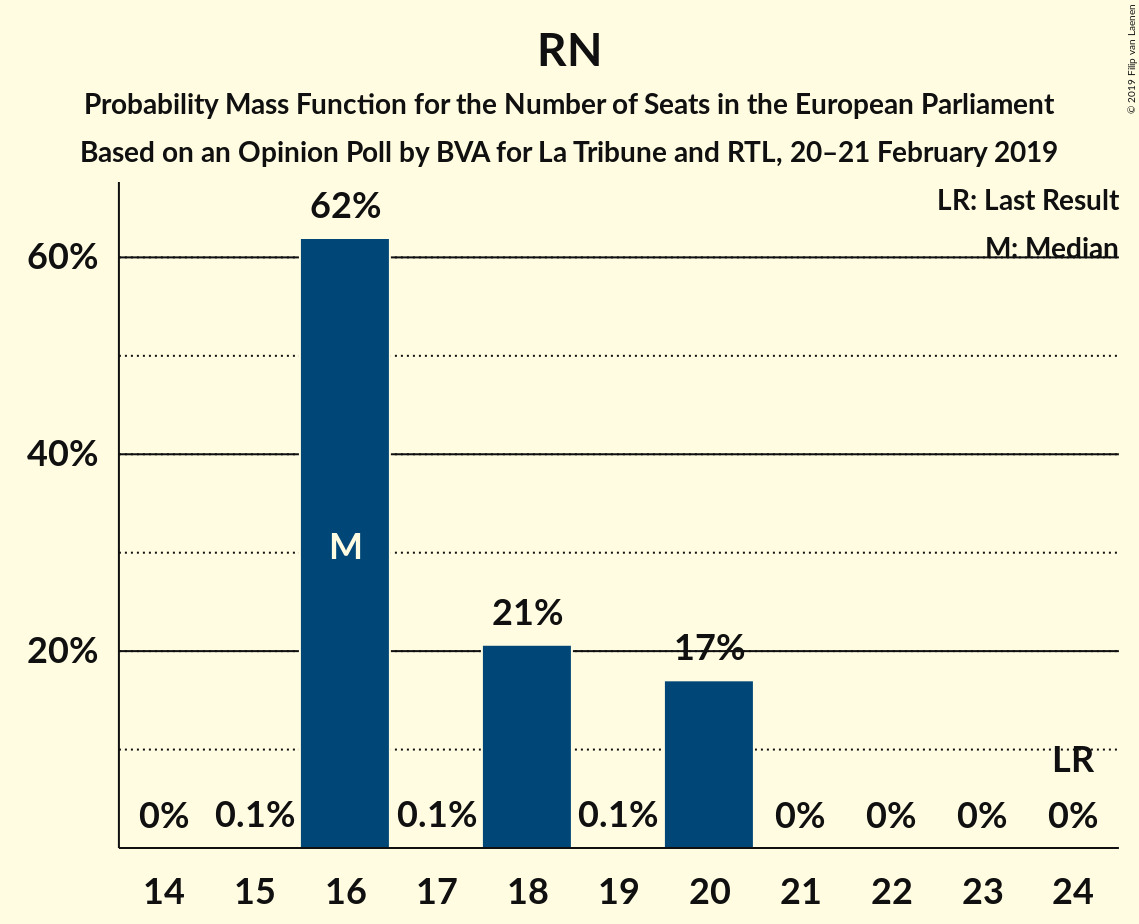 RN
Probability Mass Function for the Number of Seats in the European Parliament
Based on an Opinion Poll by BVA for La Tribune and RTL, 20–21 February 2019
© 2019 Filip van Laenen
LR: Last Result
M: Median
60%
40%
20%
62%
M
21%
17%
LR
0%
0.1%
0.1%
0.1%
0%
0%
0%
0%
14 15 16 17 18 19 20 21 22 23 24